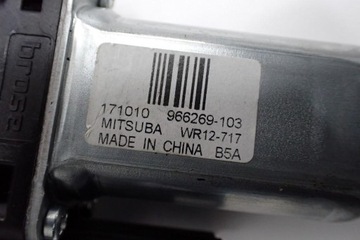 brose
171010 966269-103
MITSUBA WR12-717
MADE IN CHINA B5A